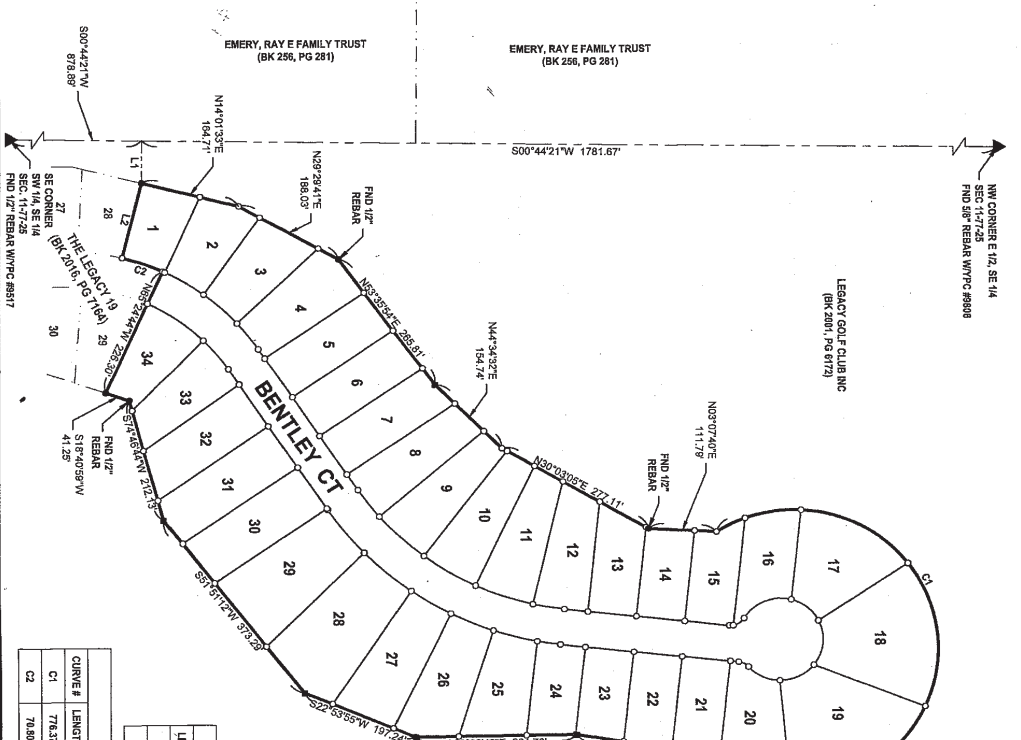 EMERY, RAY E FAMILY TRUST
(BK 256, PG 281)
EMERY, RAY E FAMILY TRUST
(BK 256, PG 281)
S00°44'21"W
878.89'
S00°44'21"W 1781.67'
NW CORNER E 1/2, SE 1/4
SEC 11-77-25
FND 5/8" REBAR W/YPC #9808
SE CORNER
SW 1/4, SE 1/4
SEC. 11-77-25
FND 1/2" REBAR W/YPC #9517
L1
L2
N14°01'33"E
184.71'
N29°29'41"E
188.03'
FND 1/2"
REBAR
N53°35'54"E 265.81'
N44°34'32"E
154.74'
N30°03'05"E 277.11'
FND 1/2"
REBAR
N03°07'40"E
111.78'
LEGACY GOLF CLUB INC
(BK 2001, PG 6172)
C1
C2
THE LEGACY 19
(BK 2016, PG 7164)
27
28
29
30
N65°24'44"W 226.30'
S18°40'59"W
41.25'
FND 1/2"
REBAR
S74°46'44"W 212.13'
S51°51'12"W 373.29'
S22°53'55"W 197.24'
BENTLEY CT
1
2
3
4
5
6
7
8
9
10
11
12
13
14
15
16
17
18
19
20
21
22
23
24
25
26
27
28
29
30
31
32
33
34
CURVE # LENGT
C1 776.3
C2 70.80